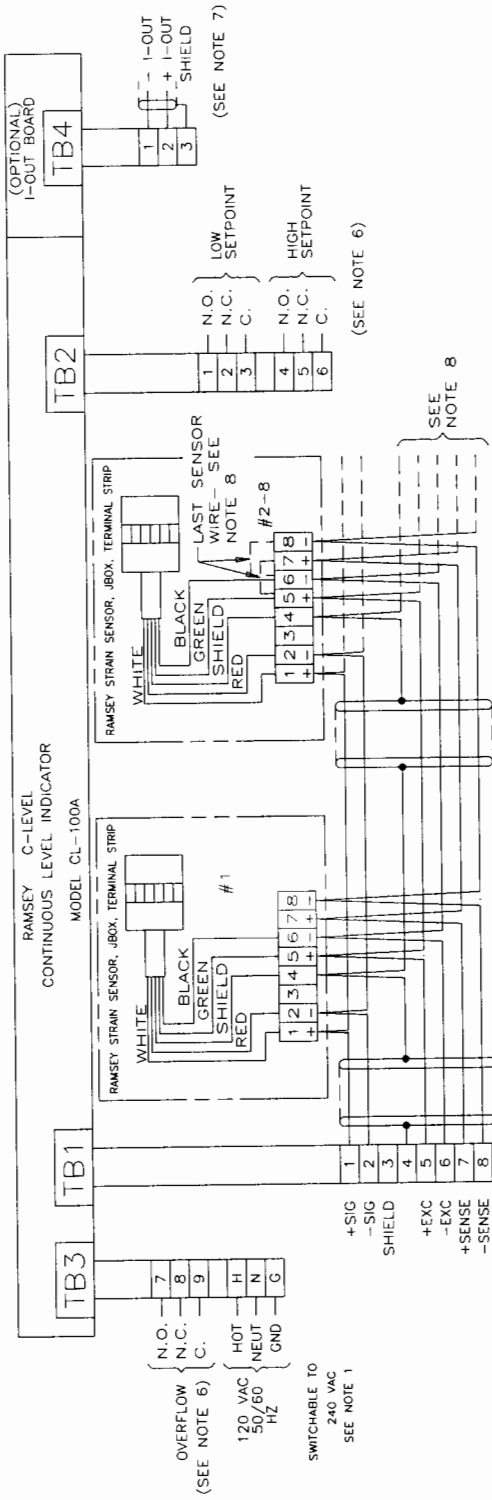 RAMSEY C-LEVEL
CONTINUOUS LEVEL INDICATOR
MODEL CL-100A
(OPTIONAL)
I-OUT BOARD
TB3
TB1
TB2
TB4
7
8
9
H
N
G
N.O.
N.C.
C.
OVERFLOW
(SEE NOTE 6)
HOT
NEUT
GND
120 VAC
50/60
HZ
SWITCHABLE TO
240 VAC
SEE NOTE 1
1
2
3
4
5
6
7
8
+SIG
-SIG
SHIELD
+EXC
-EXC
+SENSE
-SENSE
RAMSEY STRAIN SENSOR, JBOX, TERMINAL STRIP
WHITE
BLACK
GREEN
SHIELD
RED
#1
1 2 3 4 5 6 7 8
+ - + - + -
RAMSEY STRAIN SENSOR, JBOX, TERMINAL STRIP
WHITE
BLACK
GREEN
SHIELD
RED
LAST SENSOR
WIRE- SEE
NOTE 8
#2-8
1 2 3 4 5 6 7 8
+ - + - + -
SEE
NOTE 8
1 N.O.
2 N.C.
3 C.
LOW
SETPOINT
4 N.O.
5 N.C.
6 C.
HIGH
SETPOINT
(SEE NOTE 6)
1 - I-OUT
2 + I-OUT
3 SHIELD
(SEE NOTE 7)